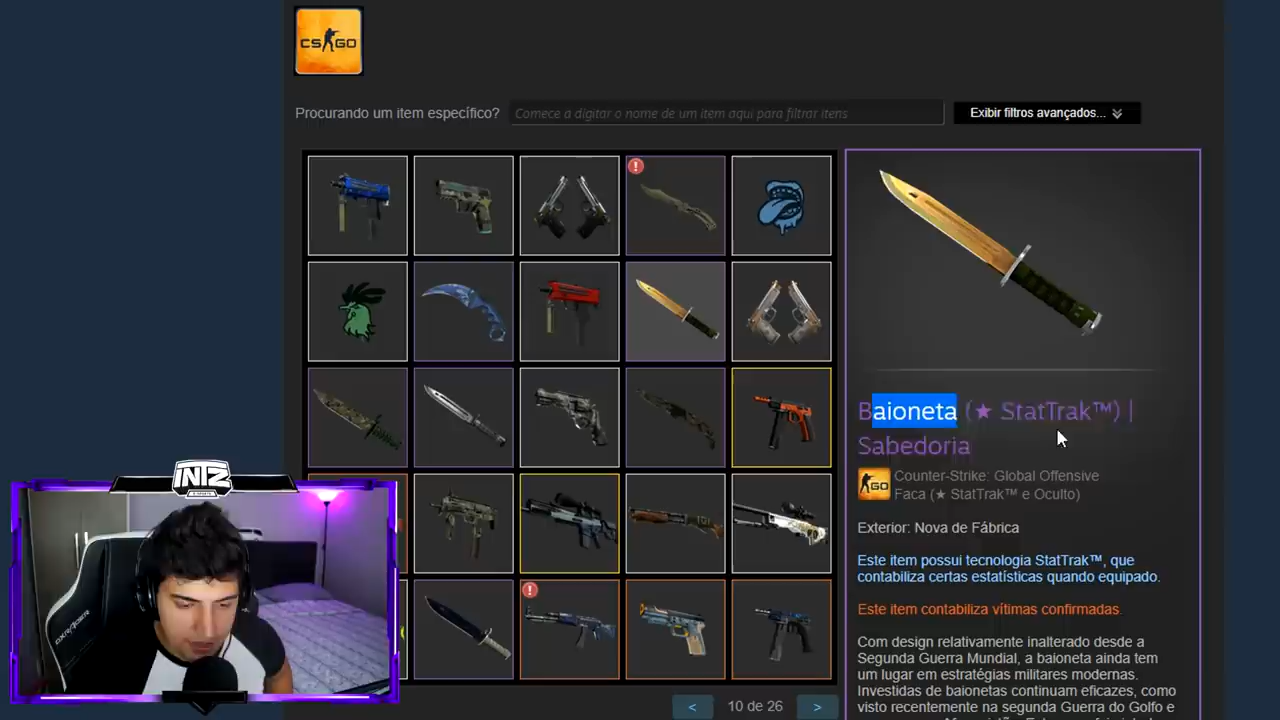 CS GO
Procurando um item específico?
Comece a digitar o nome de um item aqui para filtrar itens
Exibir filtros avançados...
Baioneta (★ StatTrak™) |
Sabedoria
GO
Counter-Strike: Global Offensive
Faca (★ StatTrak™ e Oculto)
Exterior: Nova de Fábrica
Este item possui tecnologia StatTrak™, que
contabiliza certas estatísticas quando equipado.
Este item contabiliza vítimas confirmadas.
Com design relativamente inalterado desde a
Segunda Guerra Mundial, a baioneta ainda tem
um lugar em estratégias militares modernas.
Investidas de baionetas continuam eficazes, como
visto recentemente na segunda Guerra do Golfo e
< 10 de 26 >
INTZ
DXRACER